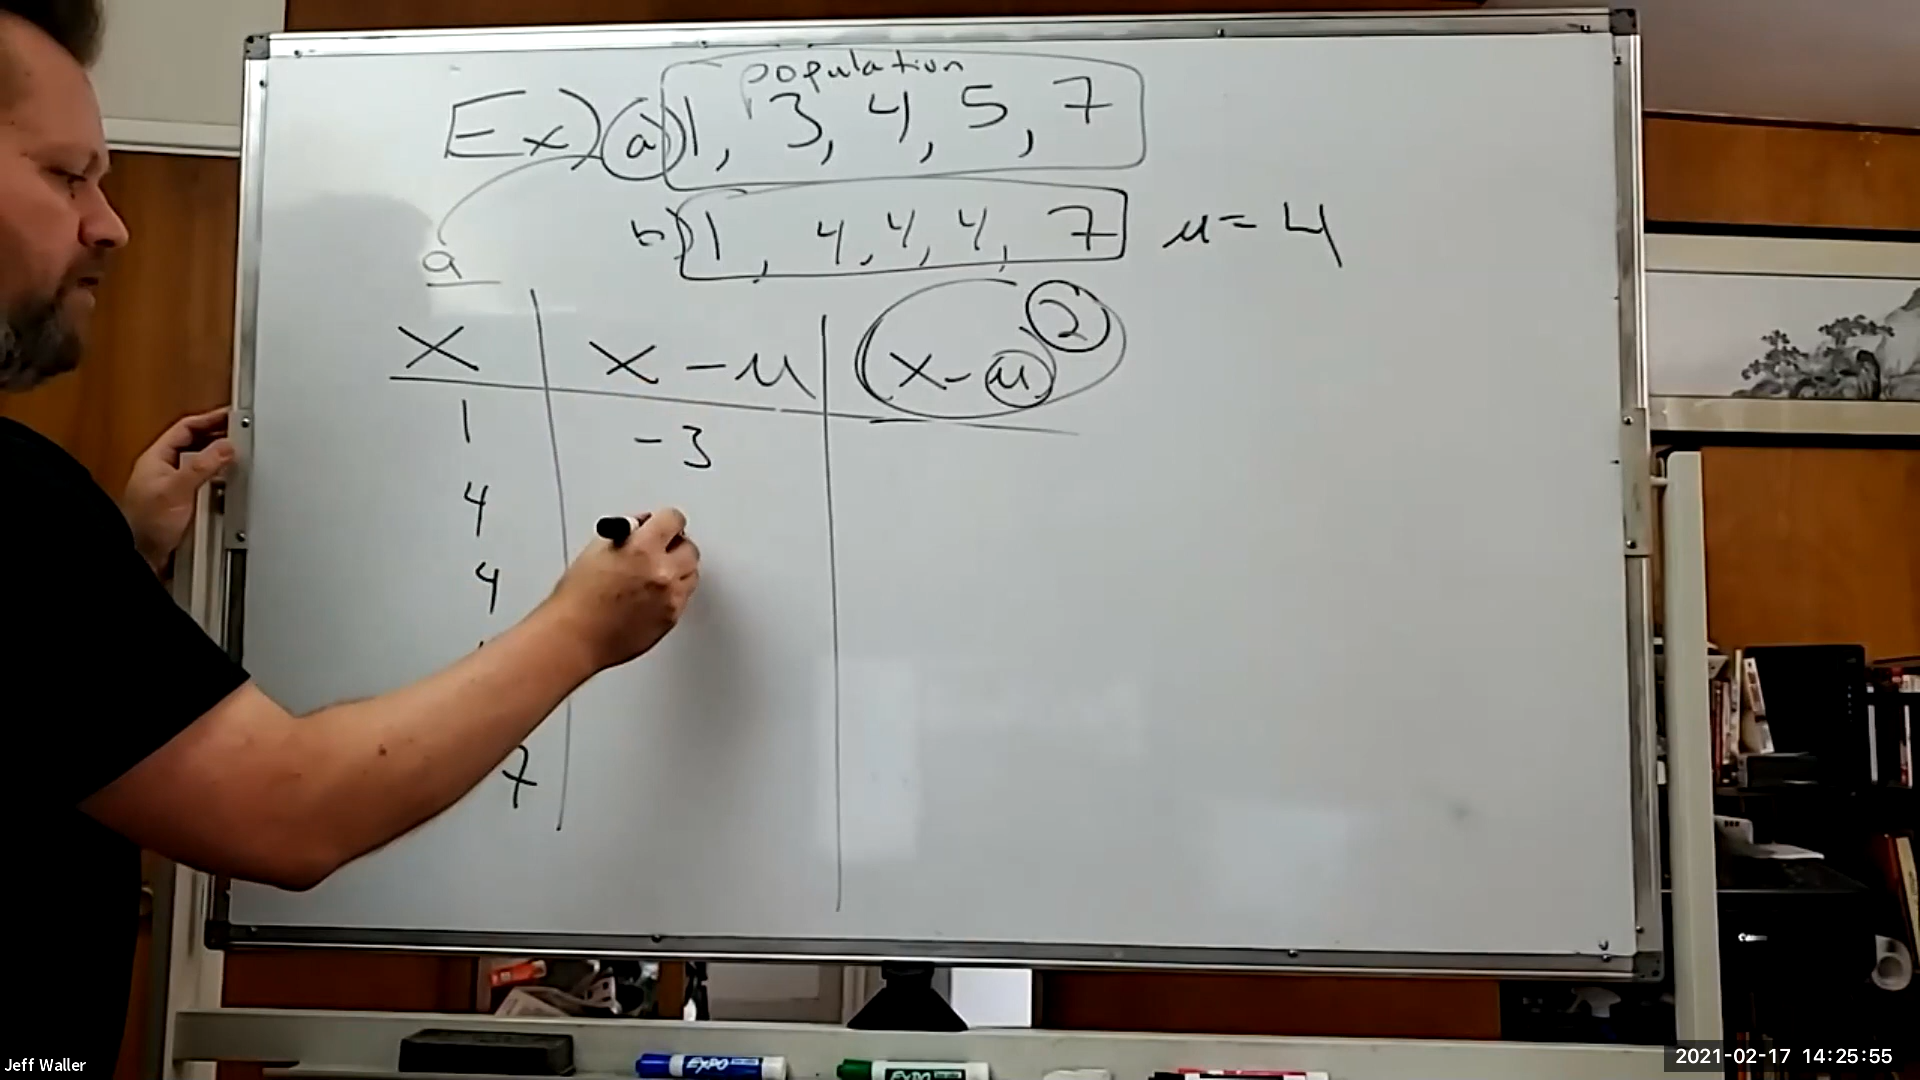 population
Ex) a) 1, 3, 4, 5, 7
b) 1, 4, 4, 4, 7 μ = 4
a
x x - μ (x - μ)²
1 -3
4
4
7
EXPO
EXPO
Jeff Waller
2021-02-17 14:25:55